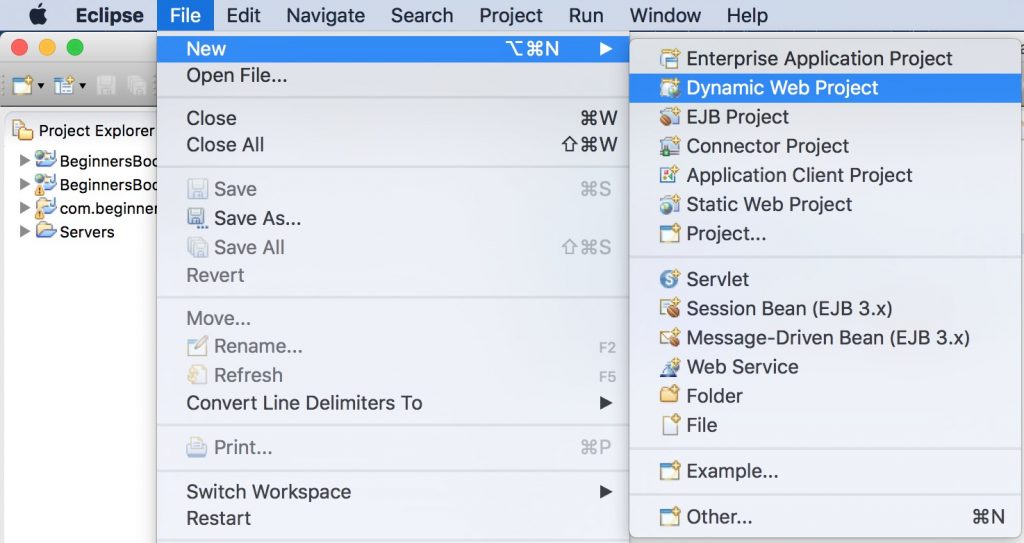 Eclipse File Edit Navigate Search Project Run Window Help
New ⌥⌘N ▶
Open File...
Close ⌘W
Close All ⇧⌘W
Save ⌘S
Save As...
Save All ⇧⌘S
Revert
Move...
Rename... F2
Refresh F5
Convert Line Delimiters To ▶
Print... ⌘P
Switch Workspace ▶
Restart
Enterprise Application Project
Dynamic Web Project
EJB Project
Connector Project
Application Client Project
Static Web Project
Project...
Servlet
Session Bean (EJB 3.x)
Message-Driven Bean (EJB 3.x)
Web Service
Folder
File
Example...
Other... ⌘N
Project Explorer
BeginnersBoo
BeginnersBoo
com.beginner
Servers